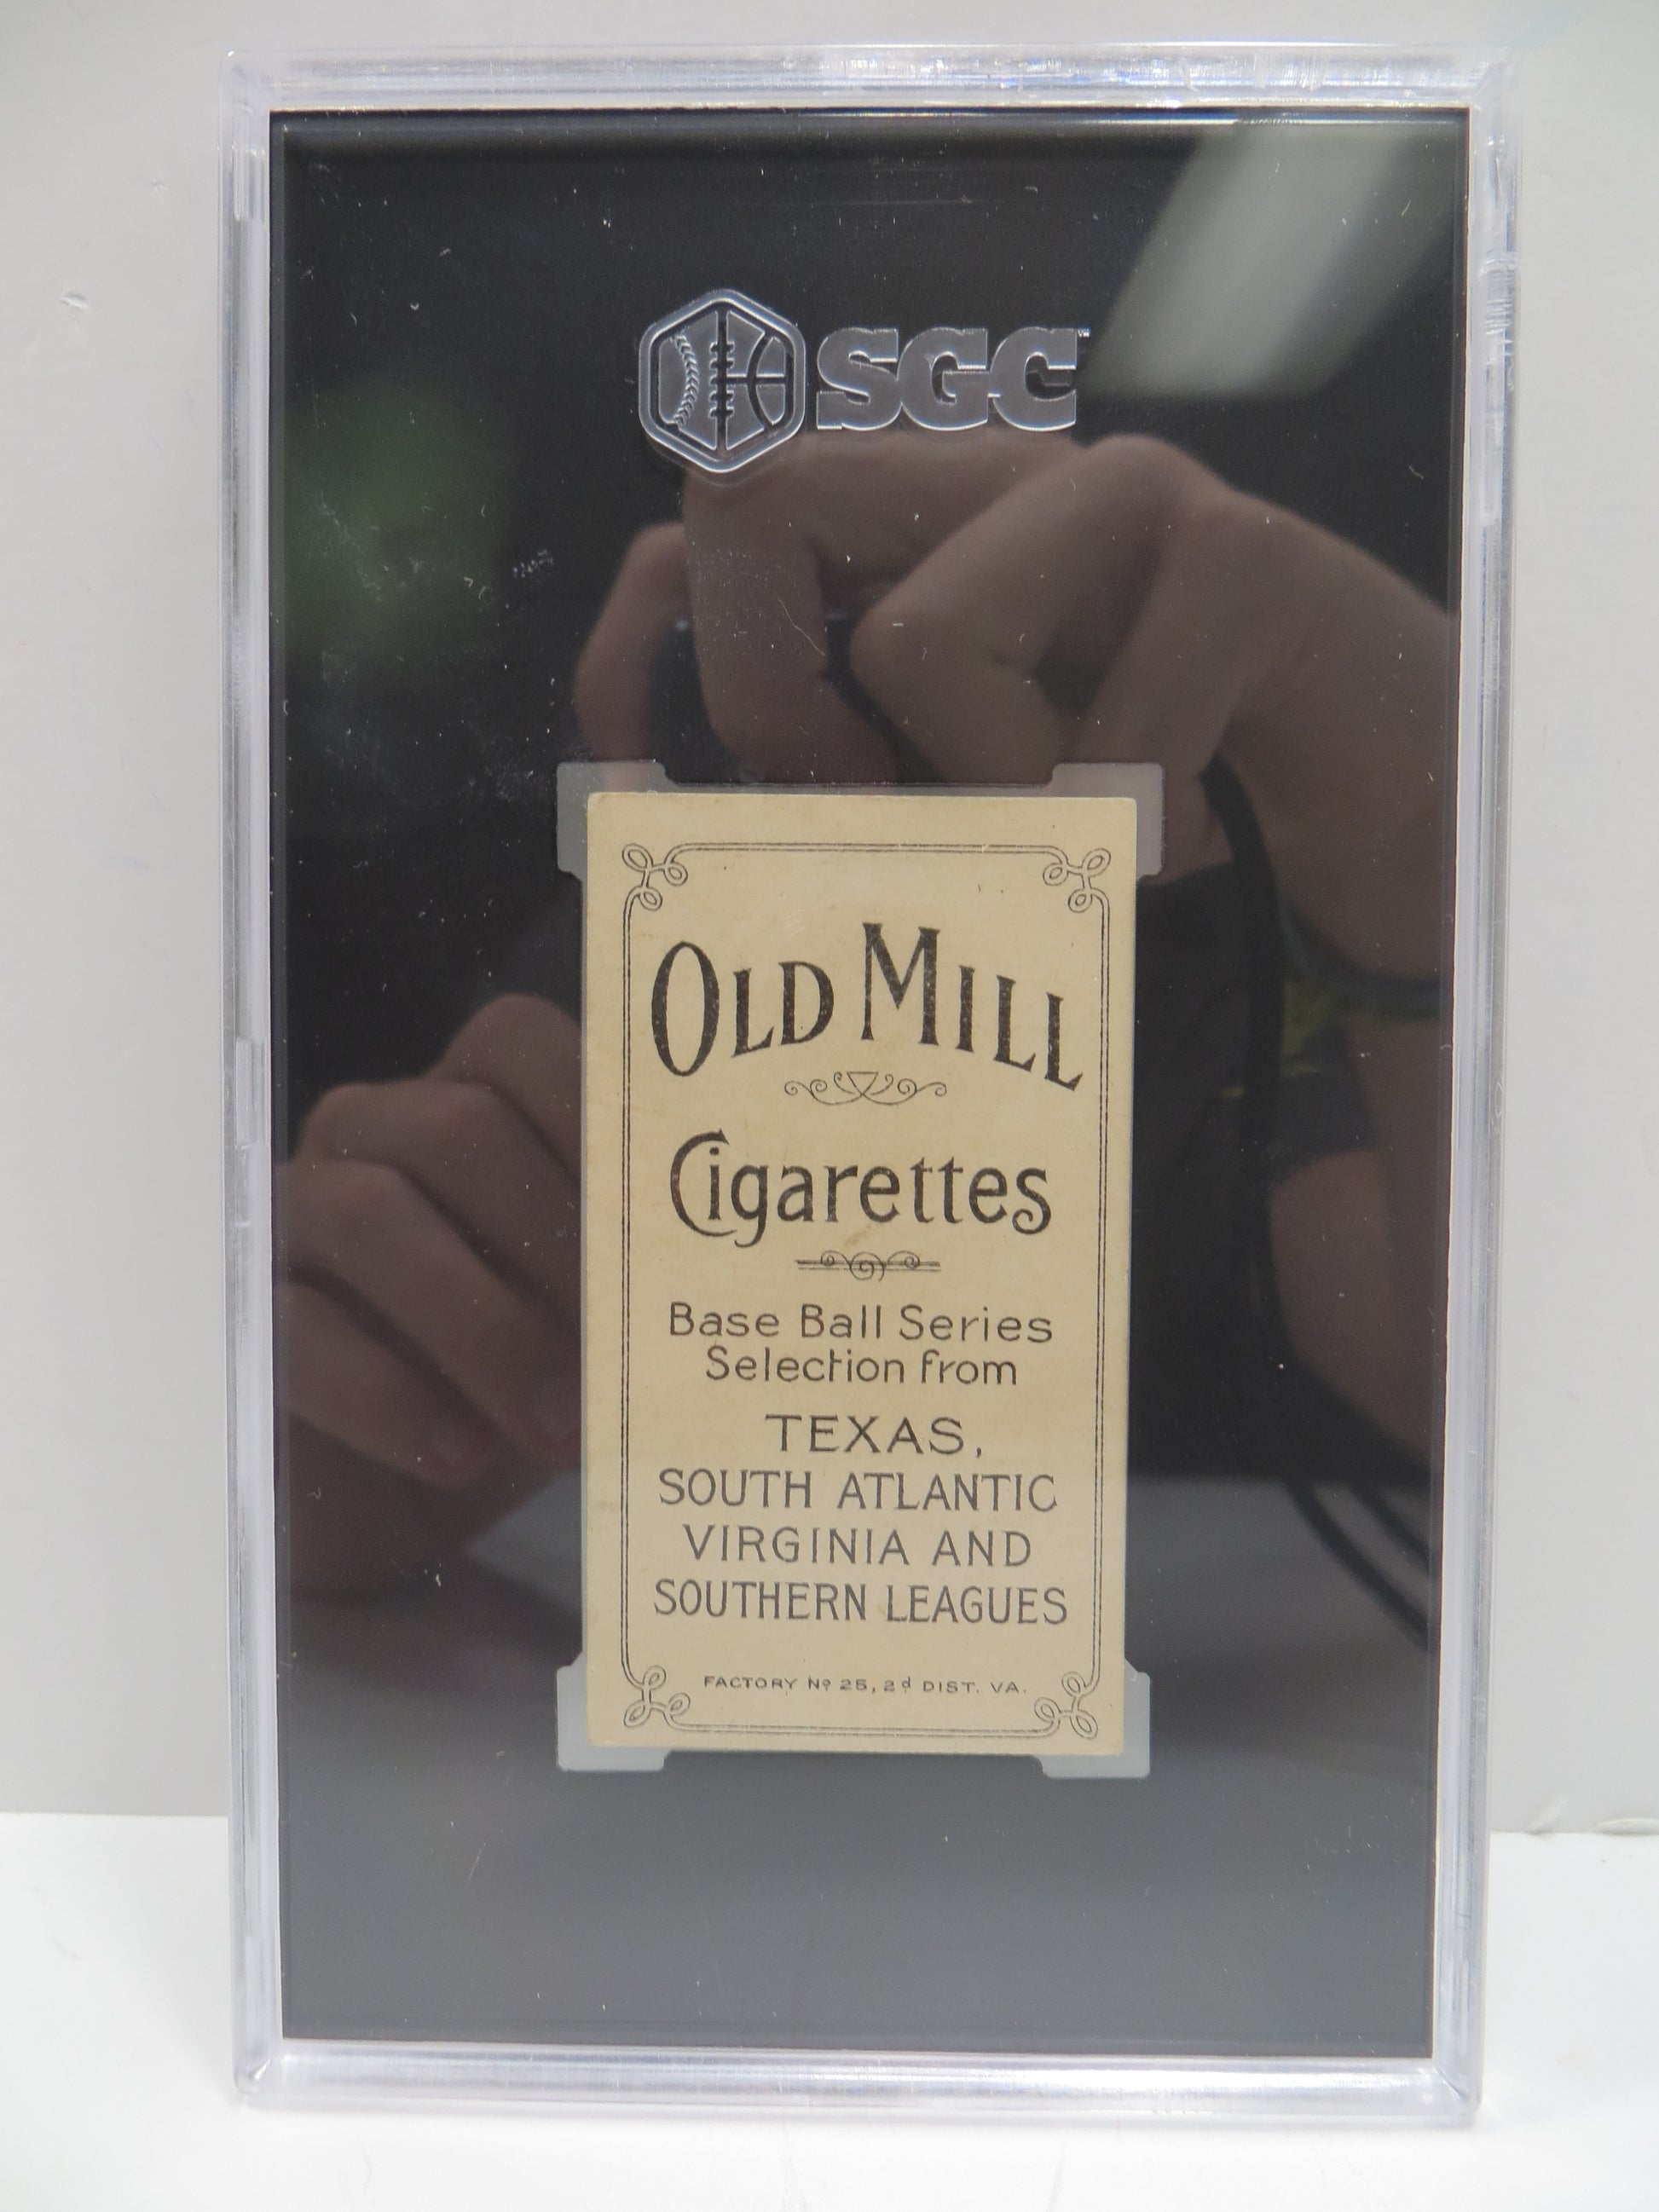 SGC™
OLD MILL
Cigarettes
Base Ball Series
Selection from
TEXAS,
SOUTH ATLANTIC
VIRGINIA AND
SOUTHERN LEAGUES
FACTORY Nº 25, 2d DIST. VA.